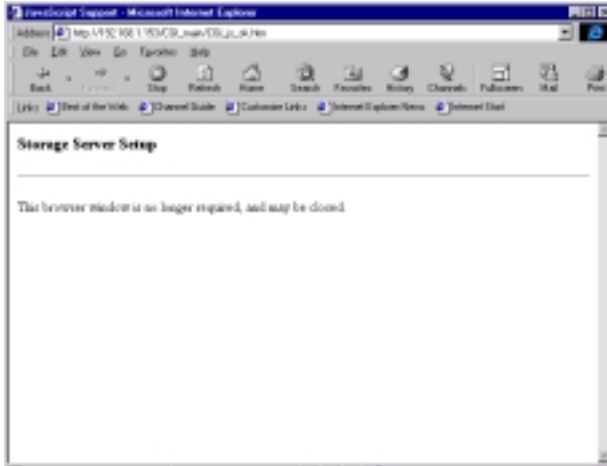 JavaScript Support - Microsoft Internet Explorer
Address
File Edit View Go Favorites Help
Back Forward Stop Refresh Home Search Favorites History Channels Fullscreen Mail Print
Links Best of the Web Channel Guide Customize Links Internet Explorer News Internet Start
Storage Server Setup
This browser window is no longer required, and may be closed.